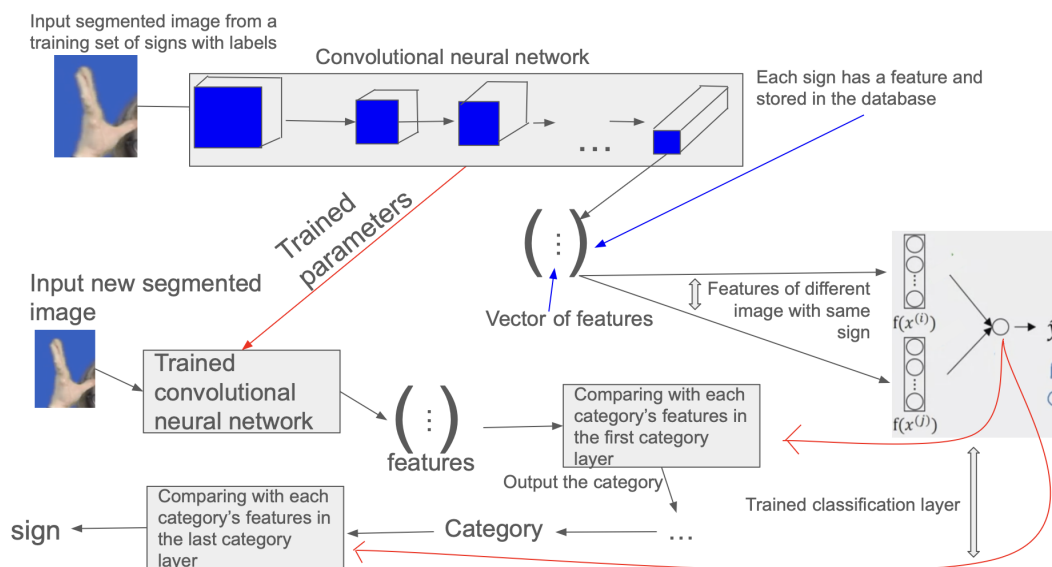 Input segmented image from a
training set of signs with labels
Convolutional neural network
Each sign has a feature and
stored in the database
...
Trained
parameters
(⋮)
Input new segmented
image
Vector of features
Features of different
image with same
sign
f(x⁽ⁱ⁾)
f(x⁽ʲ⁾)
Trained
convolutional
neural network
(⋮)
features
Comparing with each
category's features in
the first category
layer
Output the category
Trained classification layer
...
Category
Comparing with each
category's features in
the last category
layer
sign